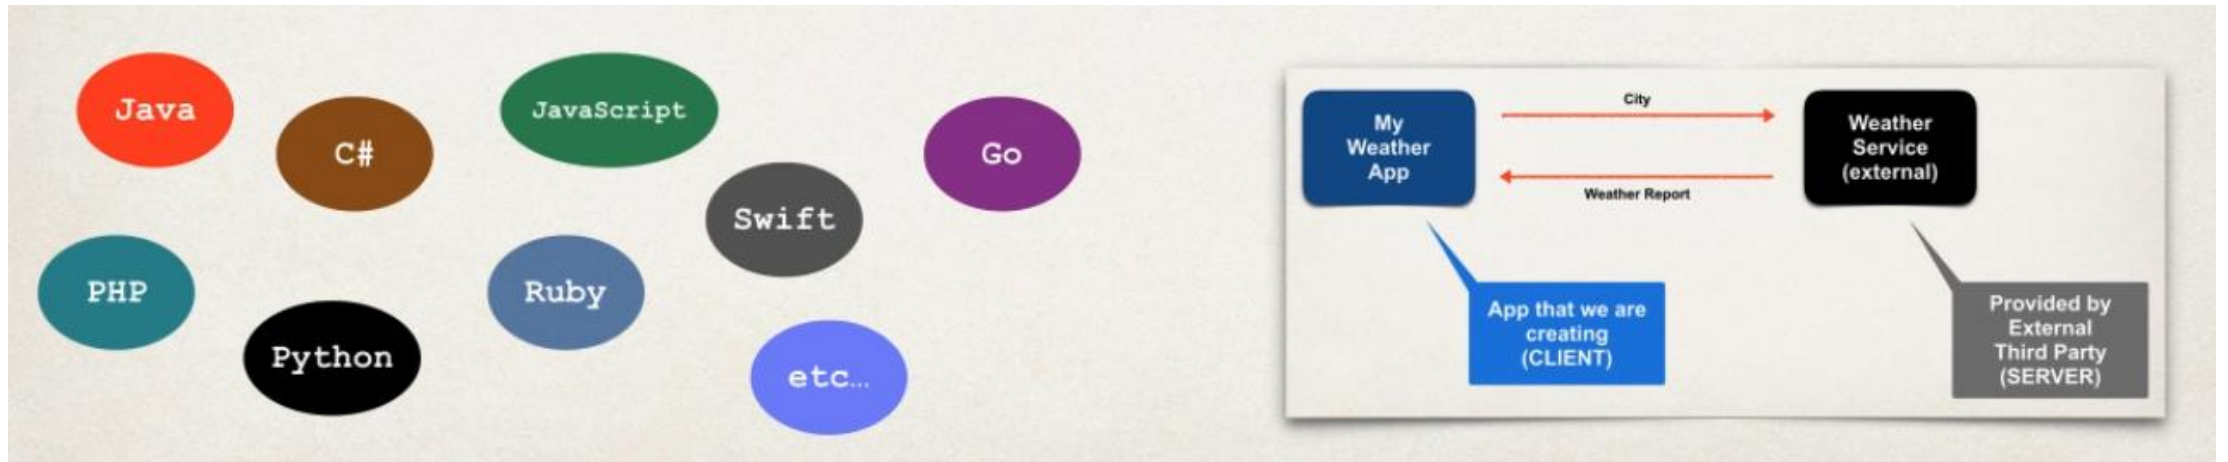 Java
C#
JavaScript
Go
Swift
PHP
Python
Ruby
etc...
My
Weather
App
City
Weather Report
Weather
Service
(external)
App that we are
creating
(CLIENT)
Provided by
External
Third Party
(SERVER)